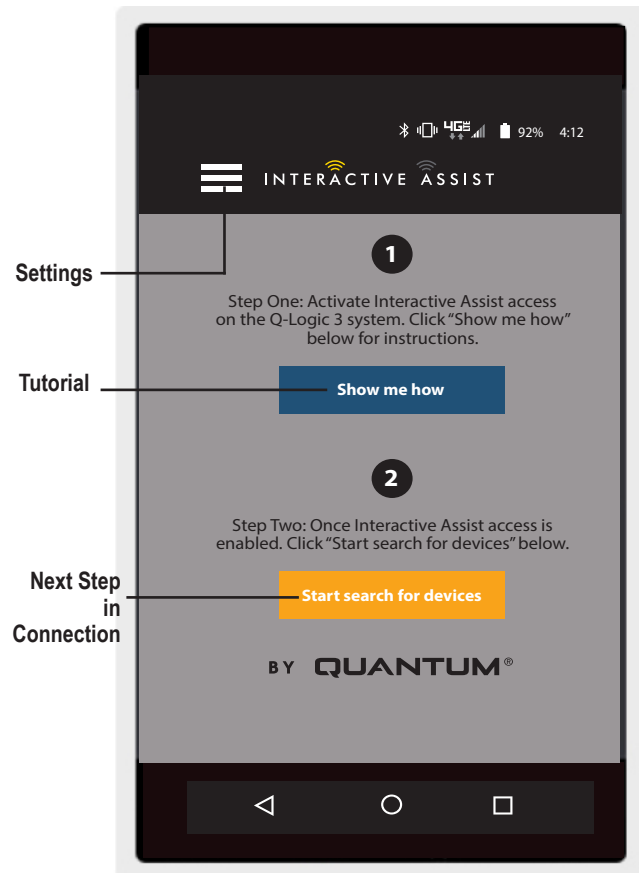 4GE 92% 4:12
INTERACTIVE ASSIST
1
Settings
Step One: Activate Interactive Assist access
on the Q-Logic 3 system. Click “Show me how”
below for instructions.
Tutorial
Show me how
2
Step Two: Once Interactive Assist access is
enabled. Click “Start search for devices” below.
Next Step
in
Connection
Start search for devices
BY QUANTUM®